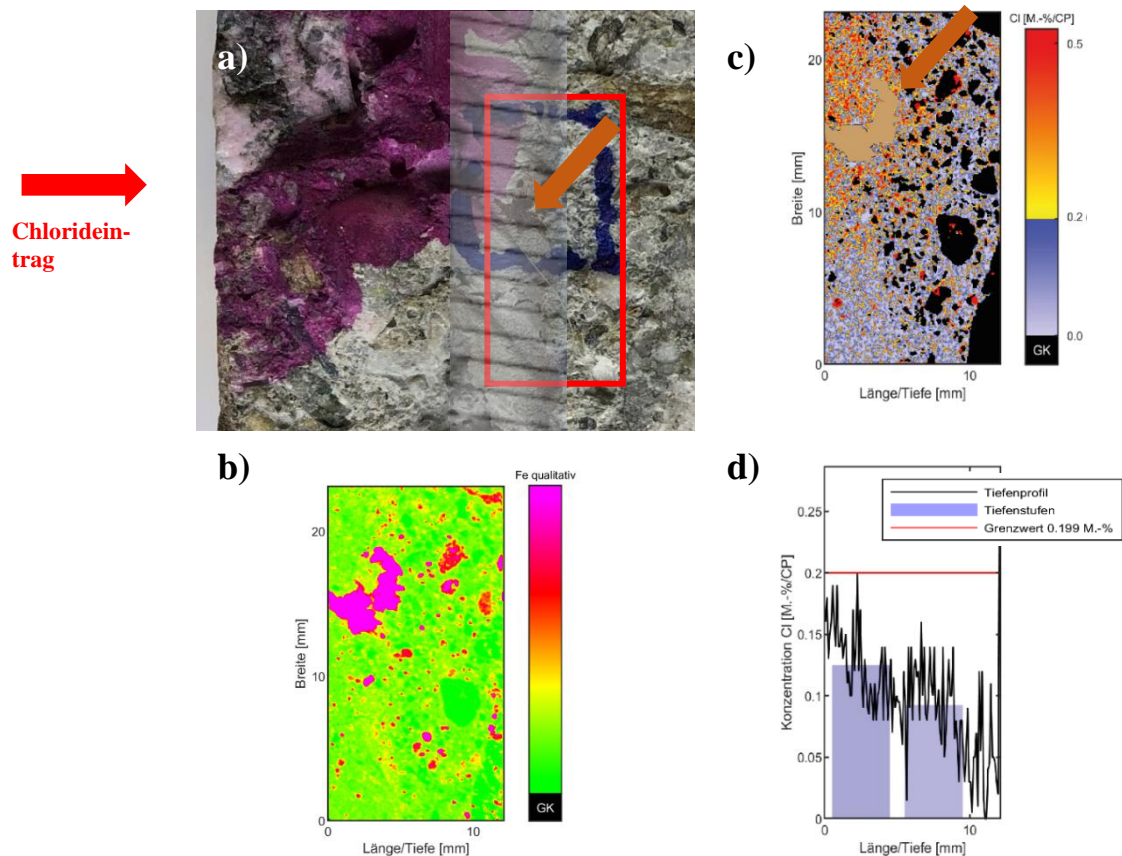 a)
Chloridein-
trag
c)
Cl [M.-%/CP]
0.5
0.2
0.0
GK
20
10
0
Breite [mm]
0
10
Länge/Tiefe [mm]
b)
Fe qualitativ
GK
20
10
0
Breite [mm]
0
10
Länge/Tiefe [mm]
d)
Tiefenprofil
Tiefenstufen
Grenzwert 0.199 M.-%
0.25
0.2
0.15
0.1
0.05
0
Konzentration Cl [M.-%/CP]
0
10
Länge/Tiefe [mm]